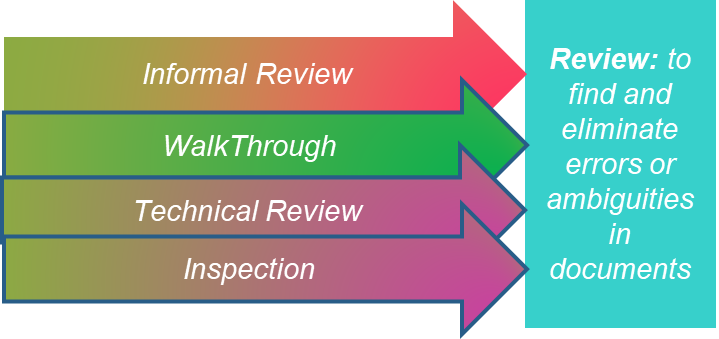 Informal Review
WalkThrough
Technical Review
Inspection
Review: to
find and
eliminate
errors or
ambiguities
in
documents